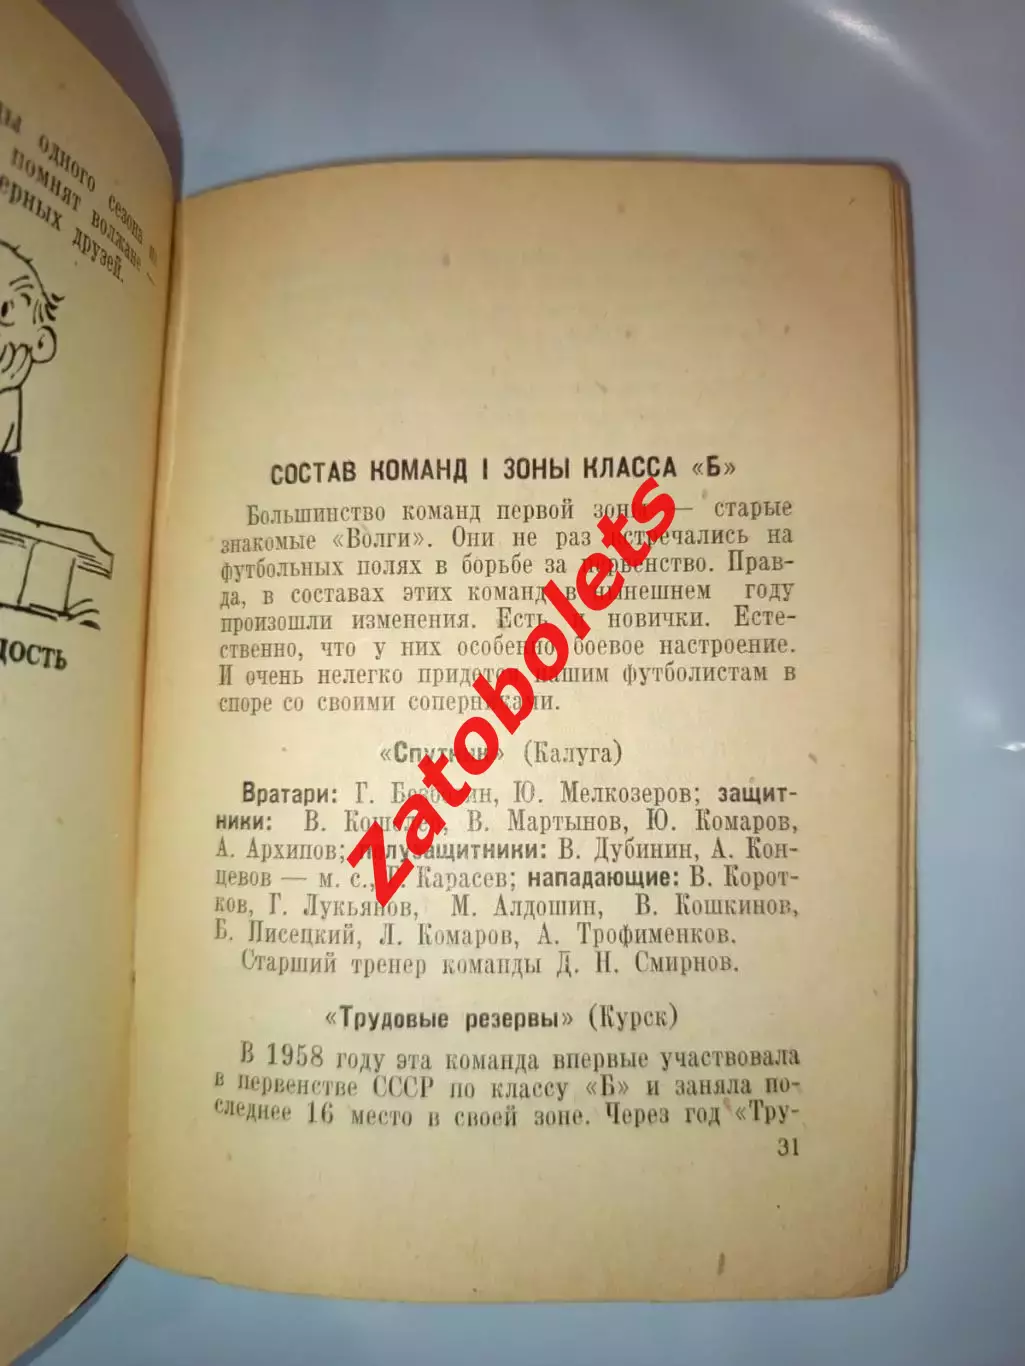 одного сезона
помнят волжане —
друзей.
ДОСТЬ
СОСТАВ КОМАНД I ЗОНЫ КЛАССА «Б»
Большинство команд первой зоны — старые
знакомые «Волги». Они не раз встречались на
футбольных полях в борьбе за первенство. Прав-
да, в составах этих команд в нынешнем году
произошли изменения. Есть и новички. Есте-
ственно, что у них особенно боевое настроение.
И очень нелегко придется нашим футболистам в
споре со своими соперниками.
«Спутник» (Калуга)
Вратари: Г. Ю. Мелкозеров; защит-
ники: В. В. Мартынов, Ю. Комаров,
А. Архипов; полузащитники: В. Дубинин, А. Кон-
цевов — м. с., Карасев; нападающие: В. Корот-
ков, Г. Лукьянов, М. Алдошин, В. Кошкинов,
Б. Писецкий, Л. Комаров, А. Трофименков.
Старший тренер команды Д. Н. Смирнов.
«Трудовые резервы» (Курск)
В 1958 году эта команда впервые участвовала
в первенстве СССР по классу «Б» и заняла по-
следнее 16 место в своей зоне. Через год «Тру-
31
Zatobolets